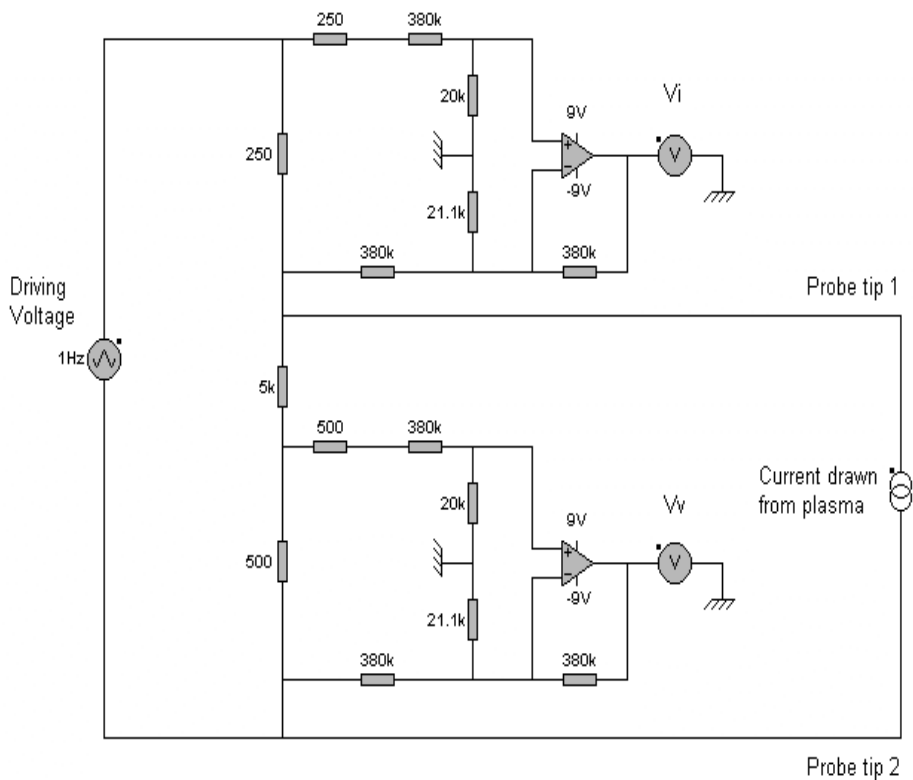 250
380k
20k
Vi
9V
250
-9V
21.1k
380k
380k
Driving
Voltage
Probe tip 1
1Hz
5k
500
380k
Current drawn
from plasma
20k
Vv
9V
500
-9V
21.1k
380k
380k
Probe tip 2